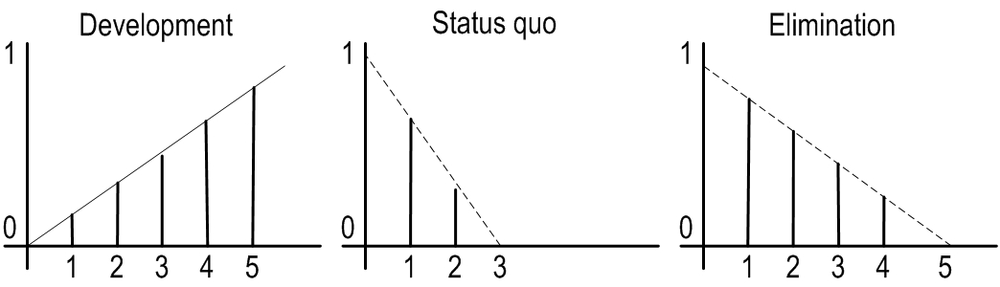 Development
1
0
1 2 3 4 5
Status quo
1
0
1 2 3
Elimination
1
0
1 2 3 4 5